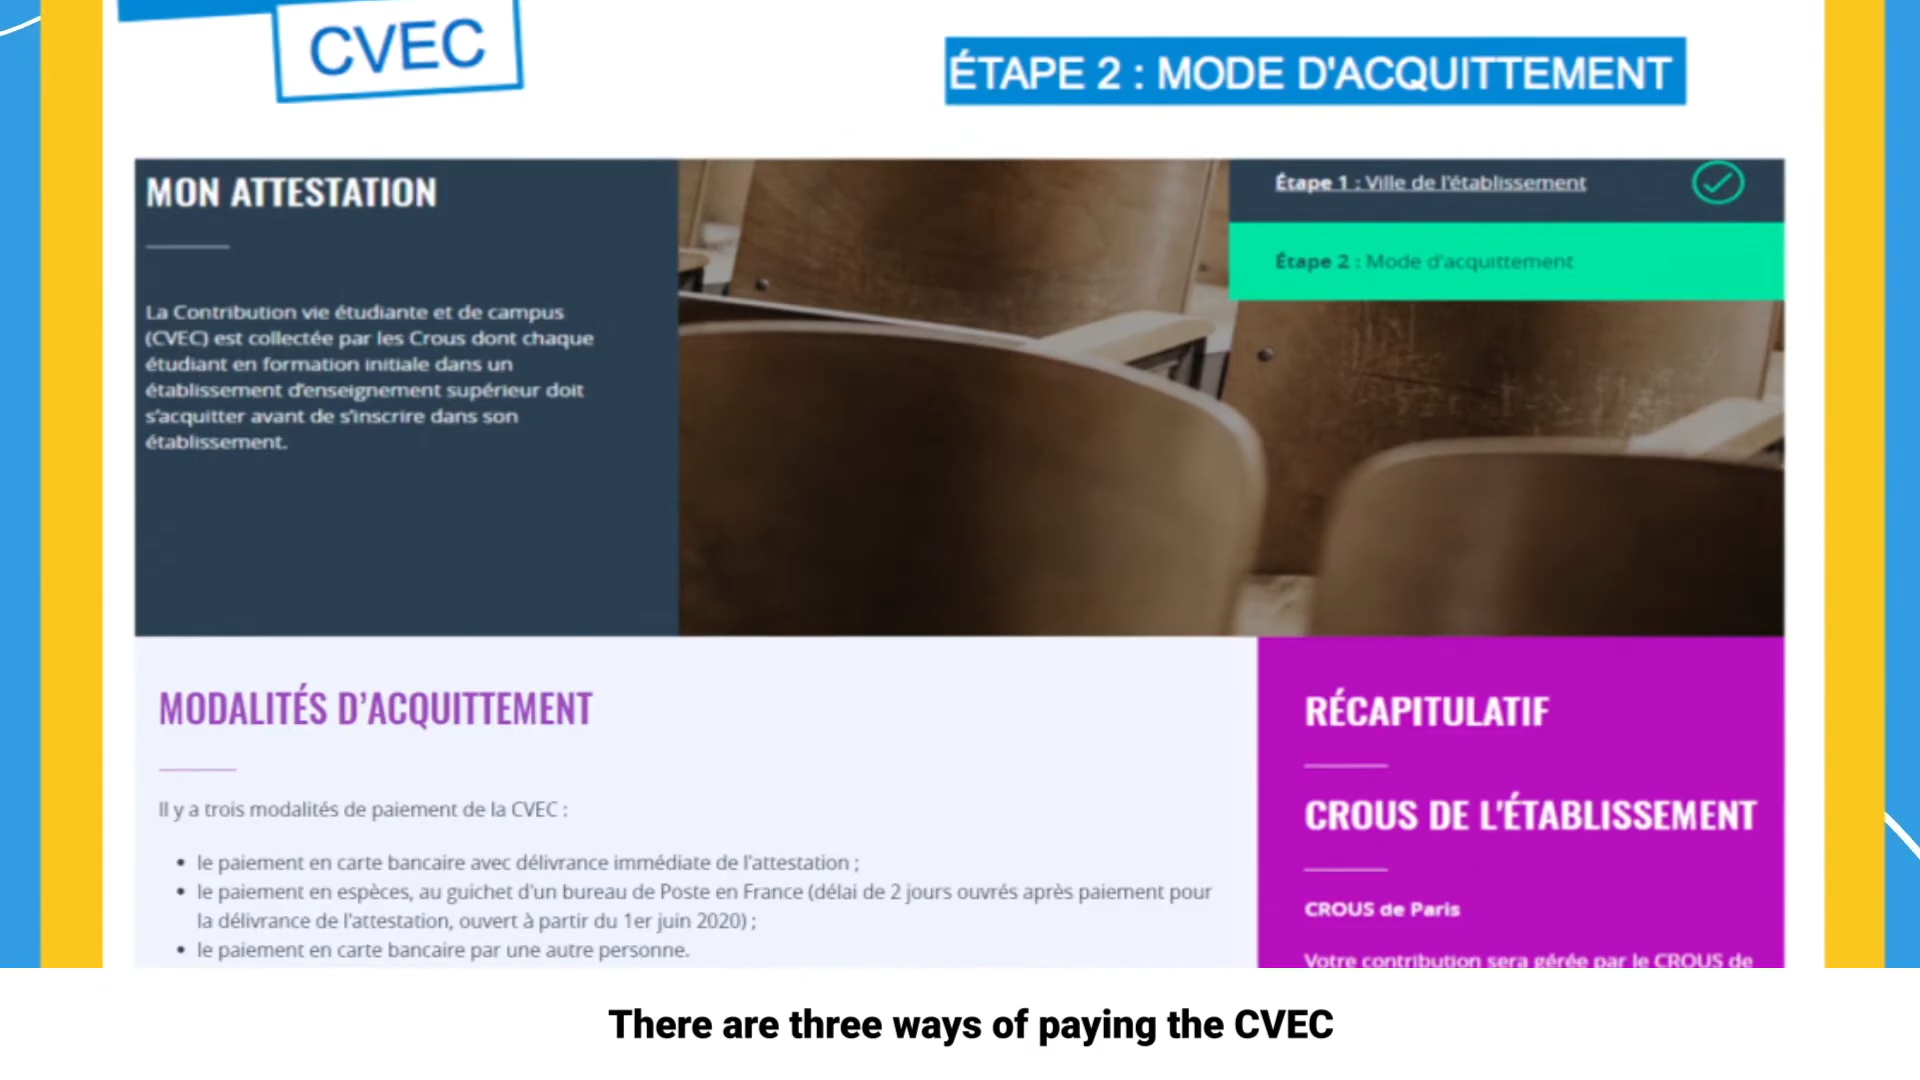 CVEC
ÉTAPE 2 : MODE D'ACQUITTEMENT
MON ATTESTATION
La Contribution vie étudiante et de campus
(CVEC) est collectée par les Crous dont chaque
étudiant en formation initiale dans un
établissement d'enseignement supérieur doit
s'acquitter avant de s'inscrire dans son
établissement.
Étape 1 : Ville de l'établissement
Étape 2 : Mode d'acquittement
MODALITÉS D'ACQUITTEMENT
Il y a trois modalités de paiement de la CVEC :
• le paiement en carte bancaire avec délivrance immédiate de l'attestation ;
• le paiement en espèces, au guichet d'un bureau de Poste en France (délai de 2 jours ouvrés après paiement pour
la délivrance de l'attestation, ouvert à partir du 1er juin 2020) ;
• le paiement en carte bancaire par une autre personne.
RÉCAPITULATIF
CROUS DE L'ÉTABLISSEMENT
CROUS de Paris
Votre contribution sera gérée par le CROUS de
There are three ways of paying the CVEC